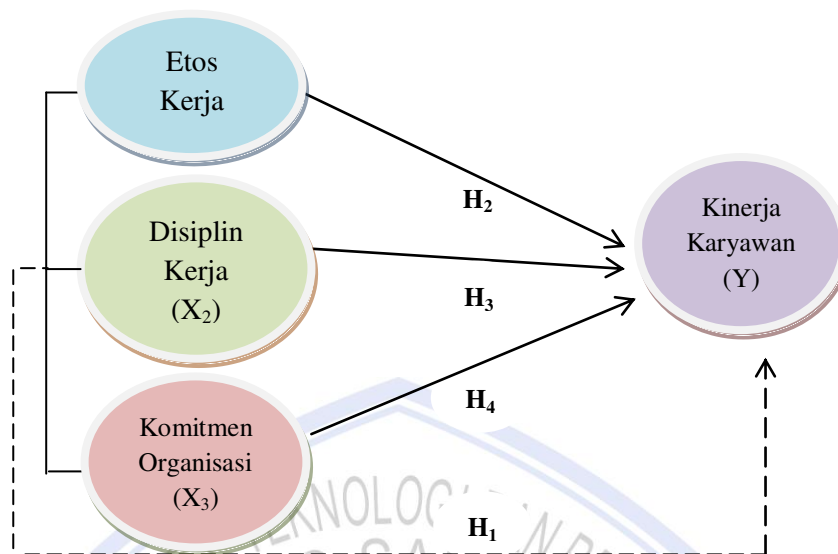 Etos
Kerja
H₂
Disiplin
Kerja
(X₂)
H₃
Kinerja
Karyawan
(Y)
H₄
Komitmen
Organisasi
(X₃)
H₁